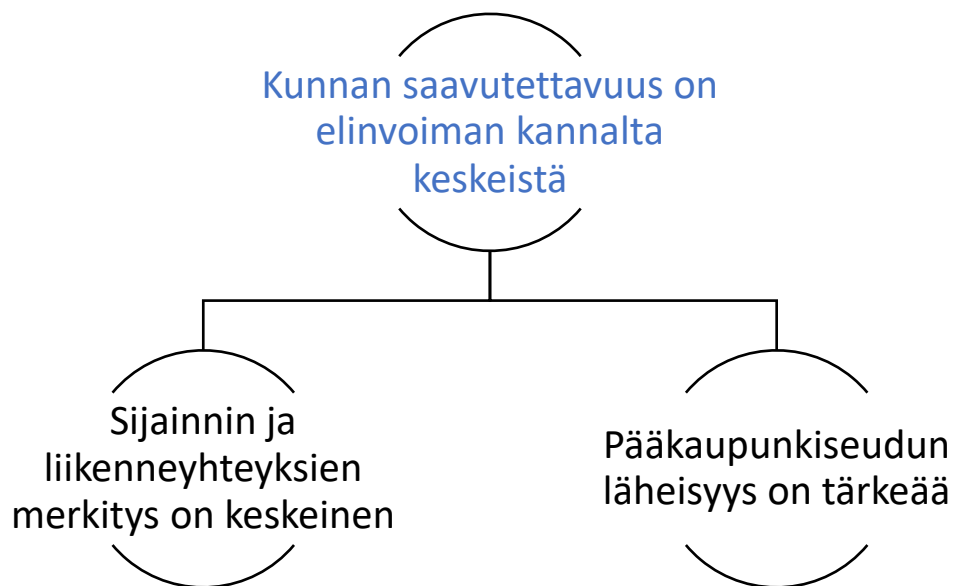 Kunnan saavutettavuus on
elinvoiman kannalta
keskeistä
Sijainnin ja
liikenneyhteyksien
merkitys on keskeinen
Pääkaupunkiseudun
läheisyys on tärkeää